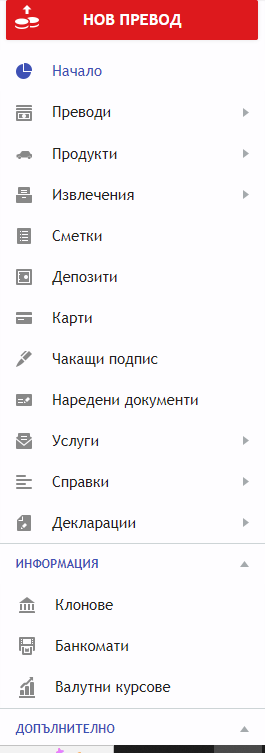 НОВ ПРЕВОД
Начало
Преводи
Продукти
Извлечения
Сметки
Депозити
Карти
Чакащи подпис
Наредени документи
Услуги
Справки
Декларации
ИНФОРМАЦИЯ
Клонове
Банкомати
Валутни курсове
ДОПЪЛНИТЕЛНО